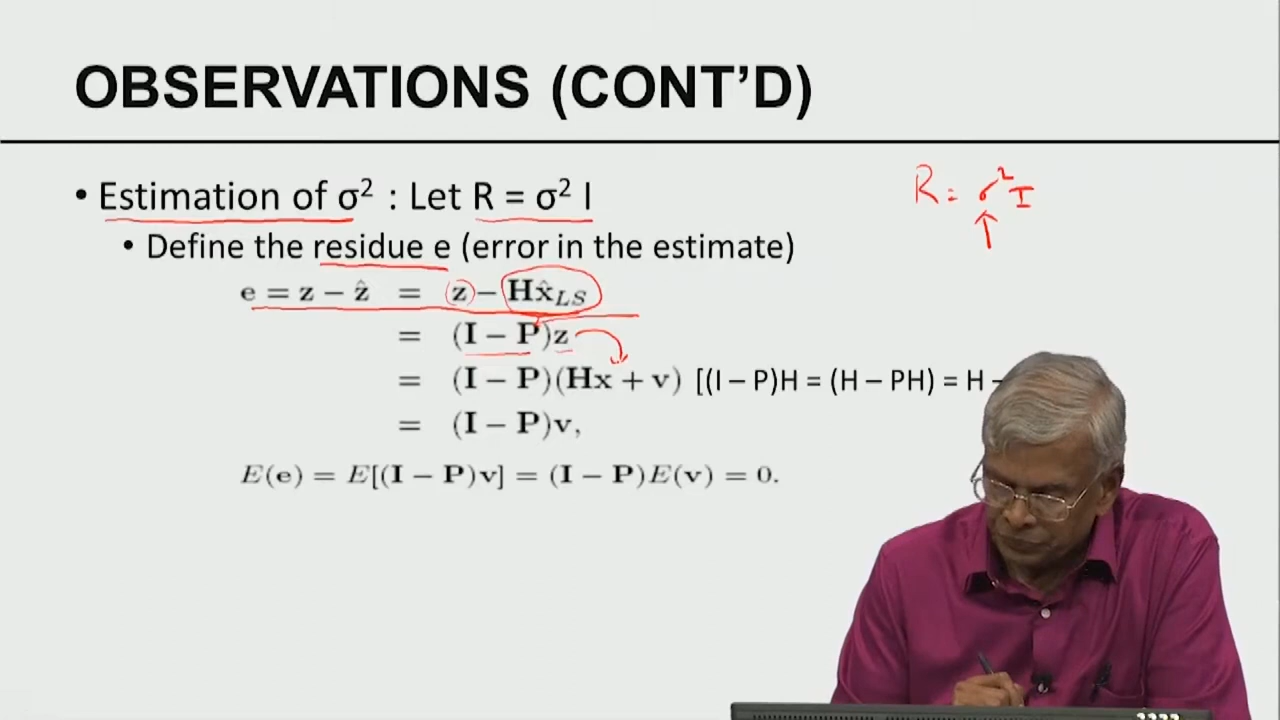 OBSERVATIONS (CONT'D)
• Estimation of σ² : Let R = σ² I
R = σ² I
• Define the residue e (error in the estimate)
e = z − ẑ = z − Hx̂_LS
= (I − P)z
= (I − P)(Hx + v) [(I – P)H = (H – PH) = H -
= (I − P)v,
E(e) = E[(I − P)v] = (I − P)E(v) = 0.